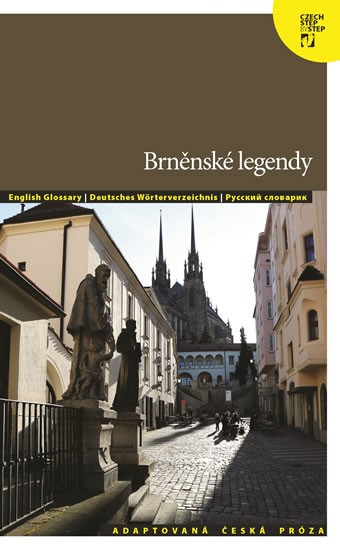 CZECH
STEP
BY STEP
Brněnské legendy
English Glossary | Deutsches Wörterverzeichnis | Русский словарик
ADAPTOVANÁ ČESKÁ PRÓZA